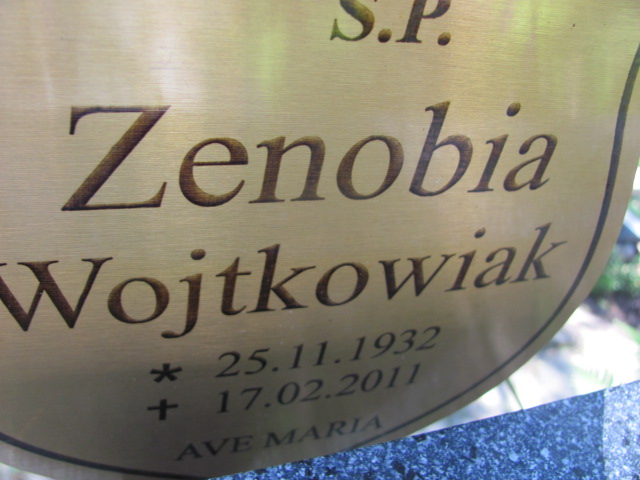 Ś.P.
Zenobia
Wojtkowiak
* 25.11.1932
+ 17.02.2011
AVE MARIA